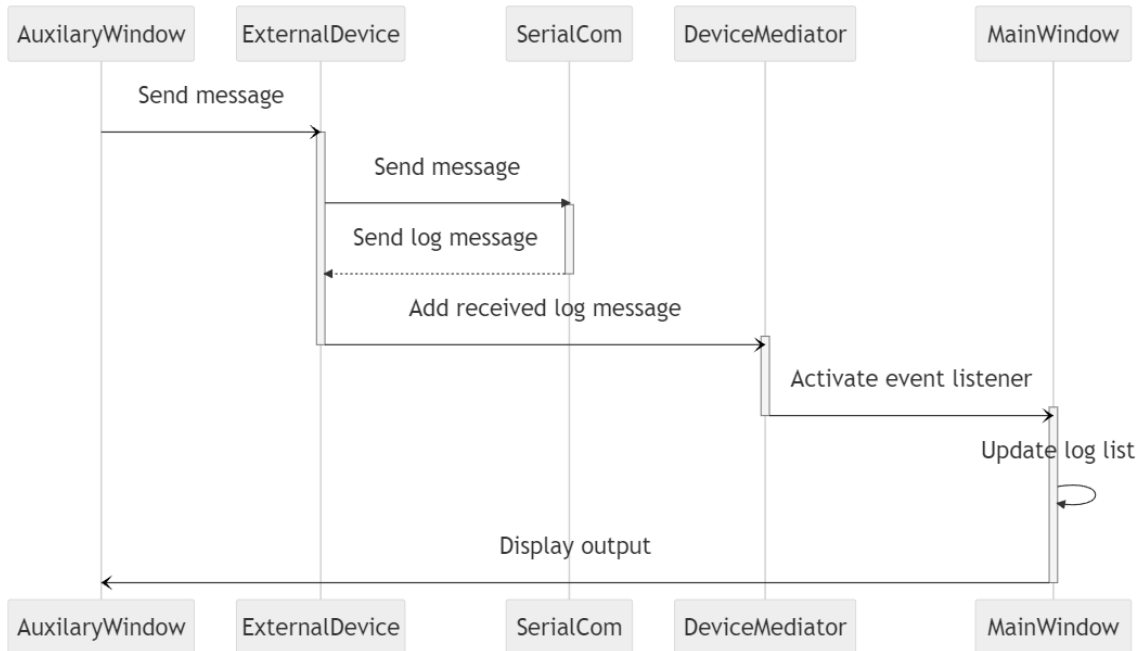 AuxilaryWindow
ExternalDevice
SerialCom
DeviceMediator
MainWindow
Send message
Send message
Send log message
Add received log message
Activate event listener
Update log list
Display output
AuxilaryWindow
ExternalDevice
SerialCom
DeviceMediator
MainWindow